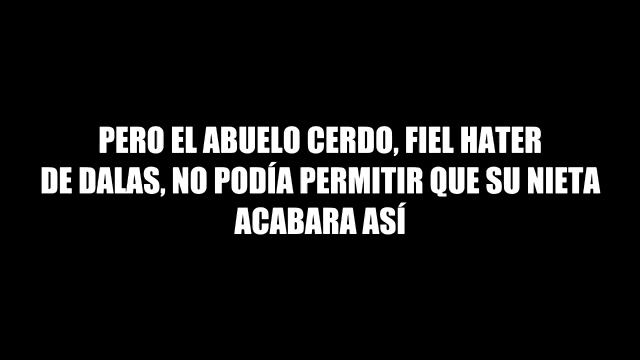 PERO EL ABUELO CERDO, FIEL HATER
DE DALAS, NO PODÍA PERMITIR QUE SU NIETA
ACABARA ASÍ